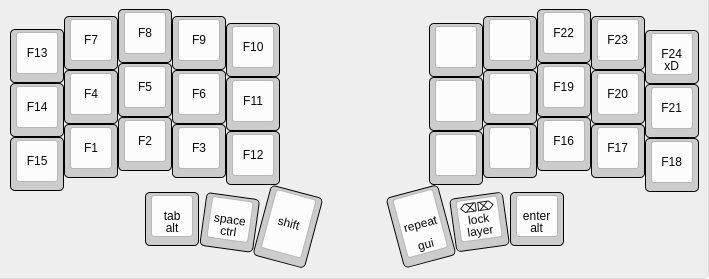 F13 F7 F8 F9 F10 F22 F23 F24
xD
F14 F4 F5 F6 F11 F19 F20 F21
F15 F1 F2 F3 F12 F16 F17 F18
tab
alt
space
ctrl
shift
repeat
gui
⌫⌦
lock
layer
enter
alt